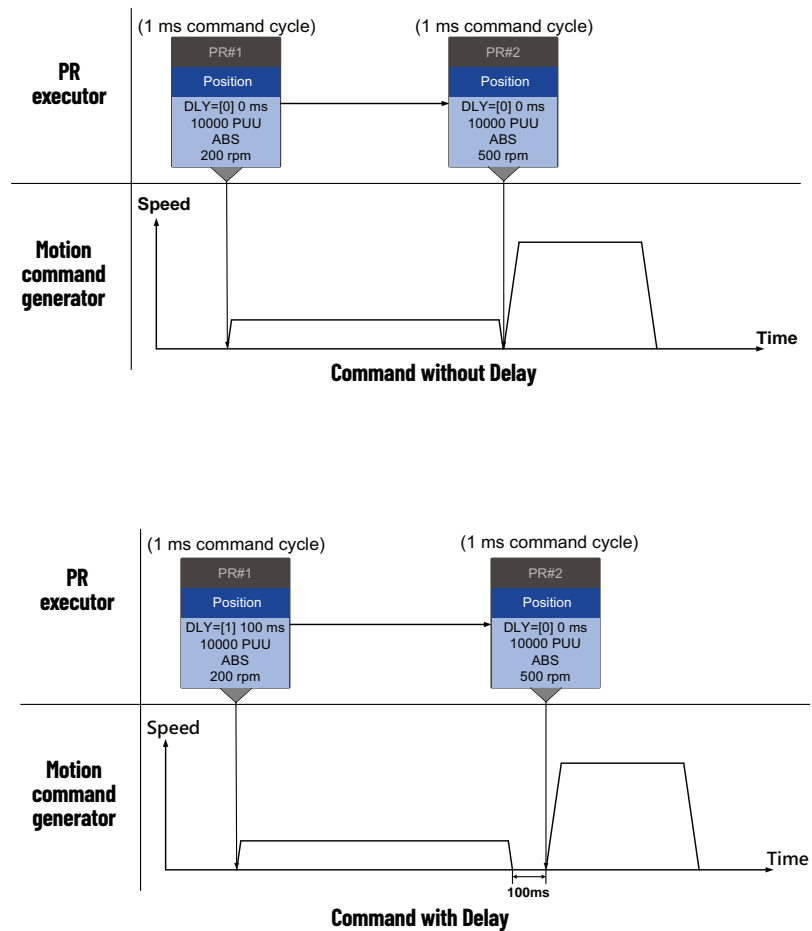 (1 ms command cycle)
(1 ms command cycle)
PR#1
PR#2
PR
executor
Position
Position
DLY=[0] 0 ms
10000 PUU
ABS
200 rpm
DLY=[0] 0 ms
10000 PUU
ABS
500 rpm
Speed
Motion
command
generator
Time
Command without Delay
(1 ms command cycle)
(1 ms command cycle)
PR#1
PR#2
PR
executor
Position
Position
DLY=[1] 100 ms
10000 PUU
ABS
200 rpm
DLY=[0] 0 ms
10000 PUU
ABS
500 rpm
Speed
Motion
command
generator
Time
100ms
Command with Delay